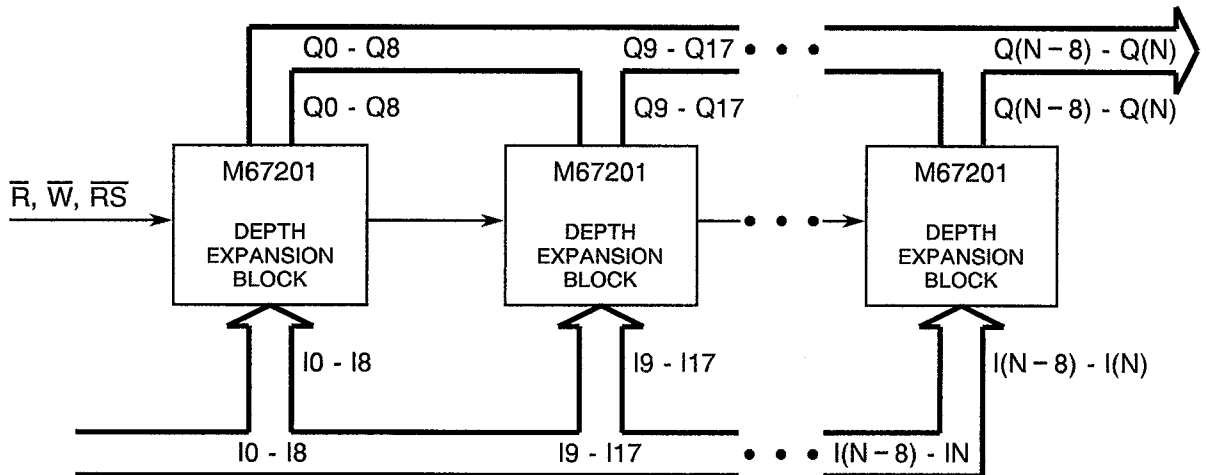 Q0 - Q8
Q9 - Q17
Q(N-8) - Q(N)
Q0 - Q8
Q9 - Q17
Q(N-8) - Q(N)
R̅, W̅, R̅S̅
M67201
DEPTH
EXPANSION
BLOCK
M67201
DEPTH
EXPANSION
BLOCK
M67201
DEPTH
EXPANSION
BLOCK
I0 - I8
I9 - I17
I(N-8) - I(N)
I0 - I8
I9 - I17
I(N-8) - IN